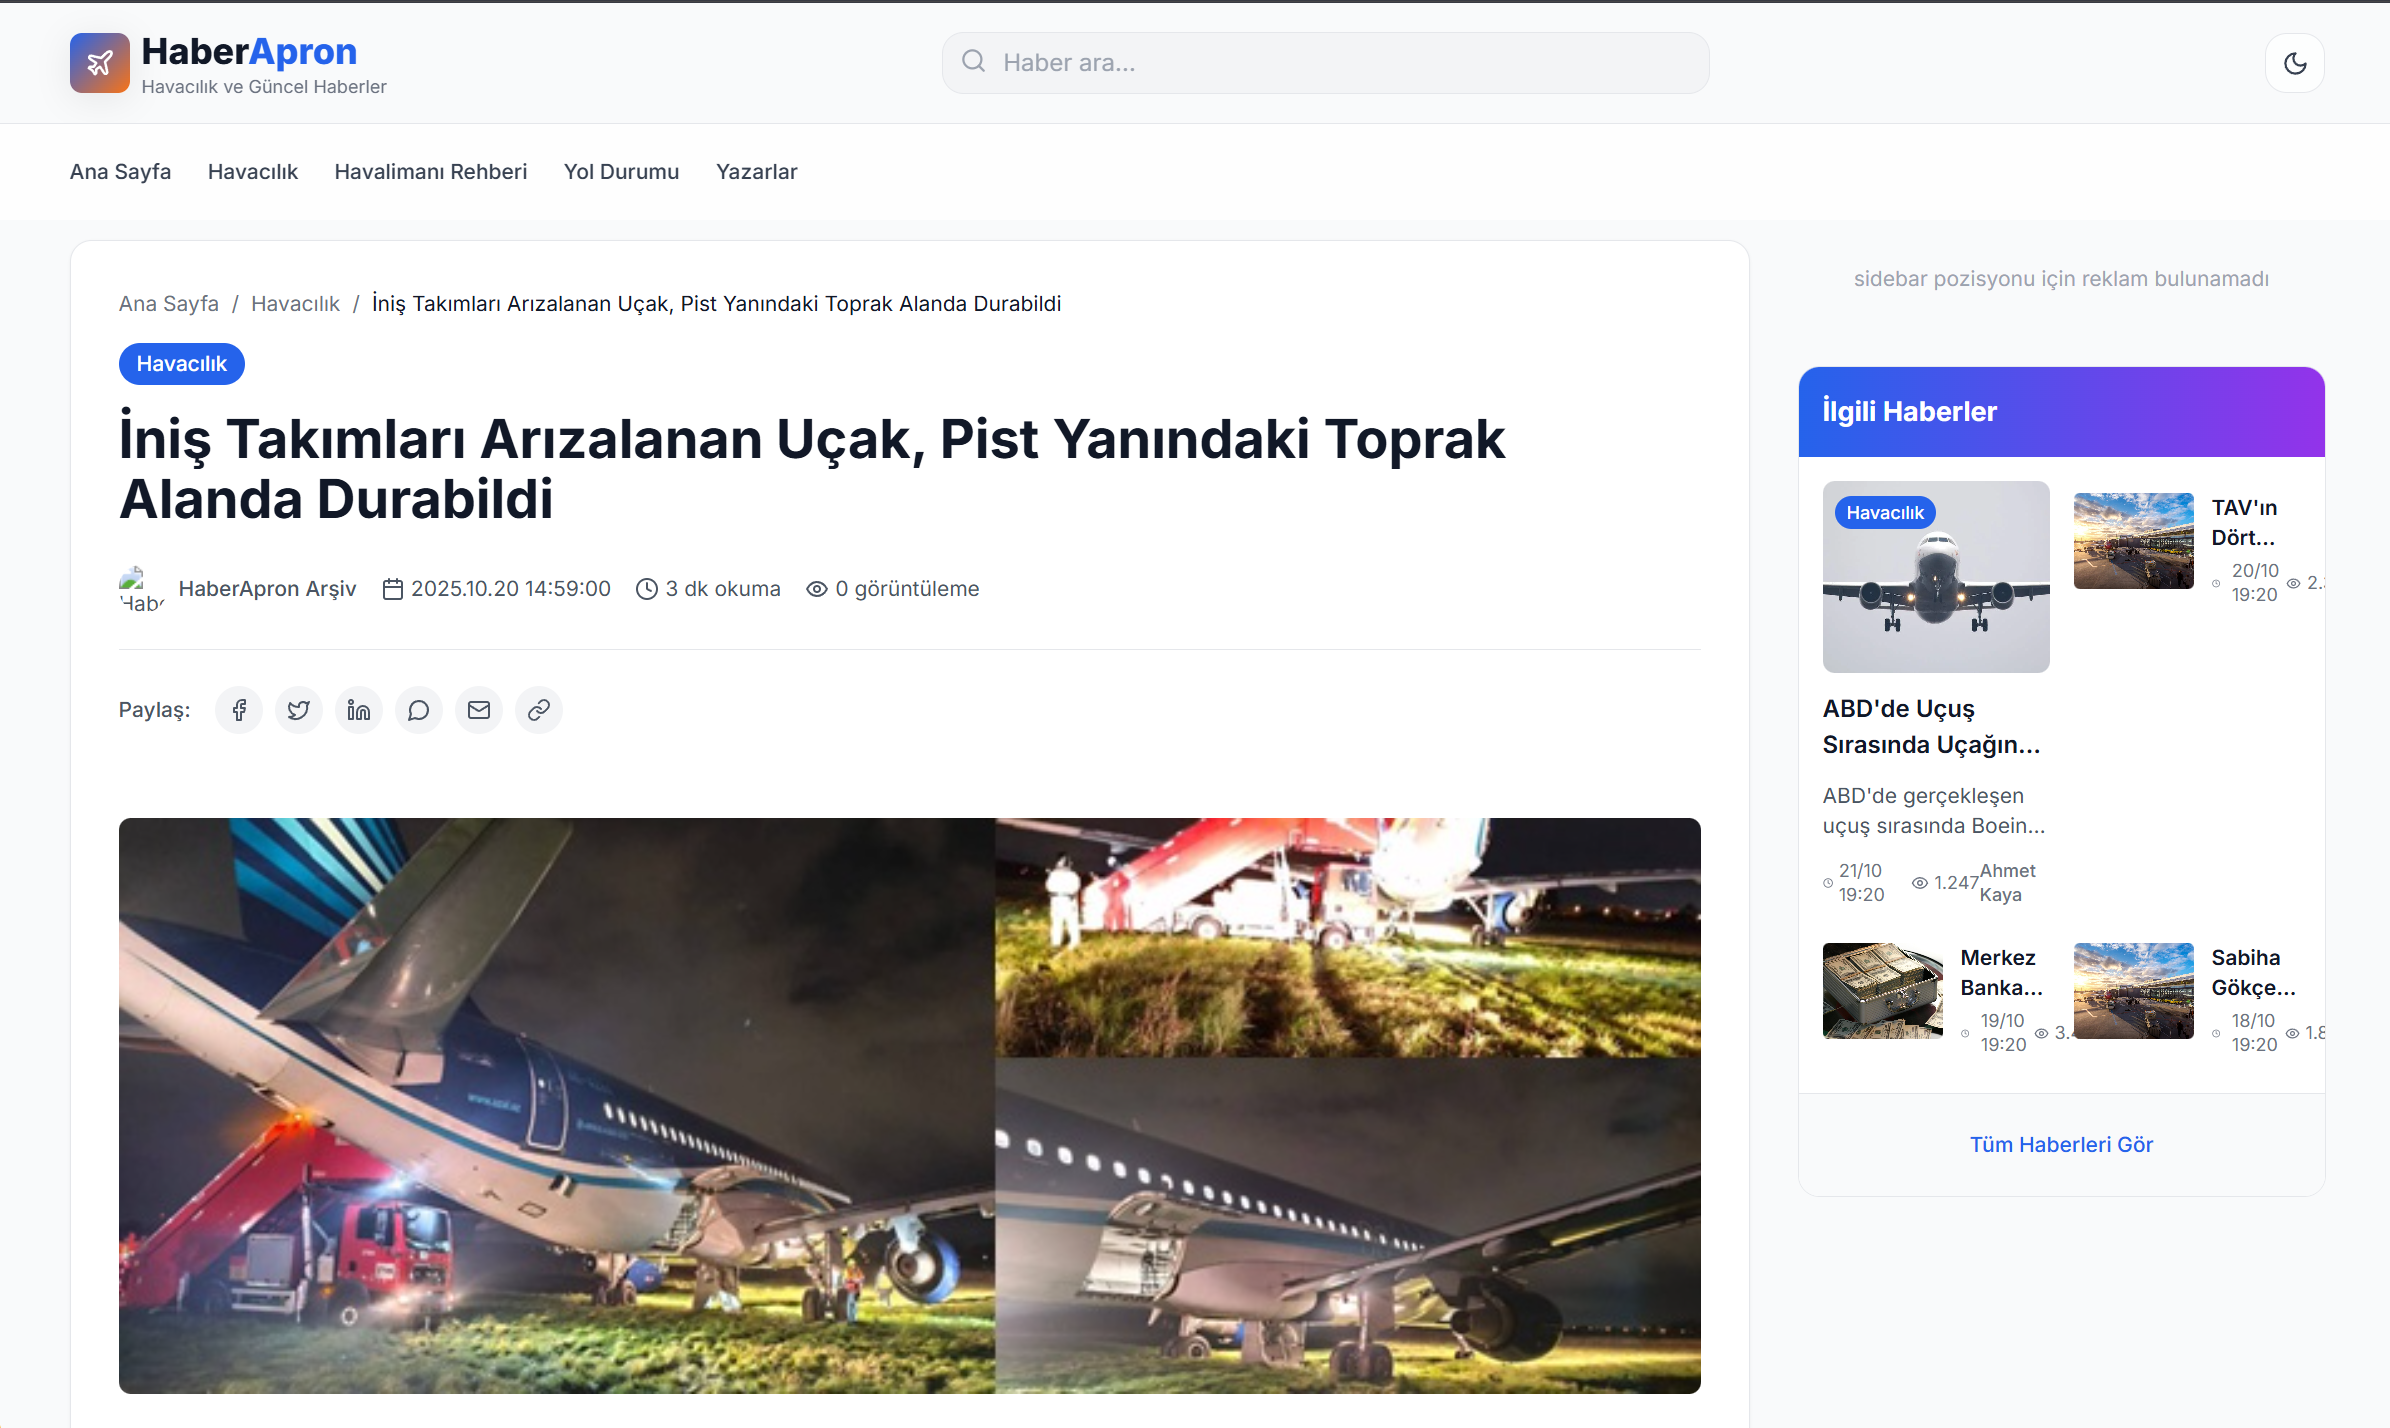 HaberApron
Havacılık ve Güncel Haberler
Haber ara...
Ana Sayfa
Havacılık
Havalimanı Rehberi
Yol Durumu
Yazarlar
Ana Sayfa / Havacılık / İniş Takımları Arızalanan Uçak, Pist Yanındaki Toprak Alanda Durabildi
Havacılık
İniş Takımları Arızalanan Uçak, Pist Yanındaki Toprak
Alanda Durabildi
HaberApron Arşiv
2025.10.20 14:59:00
3 dk okuma
0 görüntüleme
Paylaş:
sidebar pozisyonu için reklam bulunamadı
İlgili Haberler
Havacılık
ABD'de Uçuş
Sırasında Uçağın...
ABD'de gerçekleşen
uçuş sırasında Boein...
21/10
19:20
1.247
Ahmet
Kaya
TAV'ın
Dört...
20/10
19:20
Merkez
Banka...
19/10
19:20
Sabiha
Gökçe...
18/10
19:20
Tüm Haberleri Gör